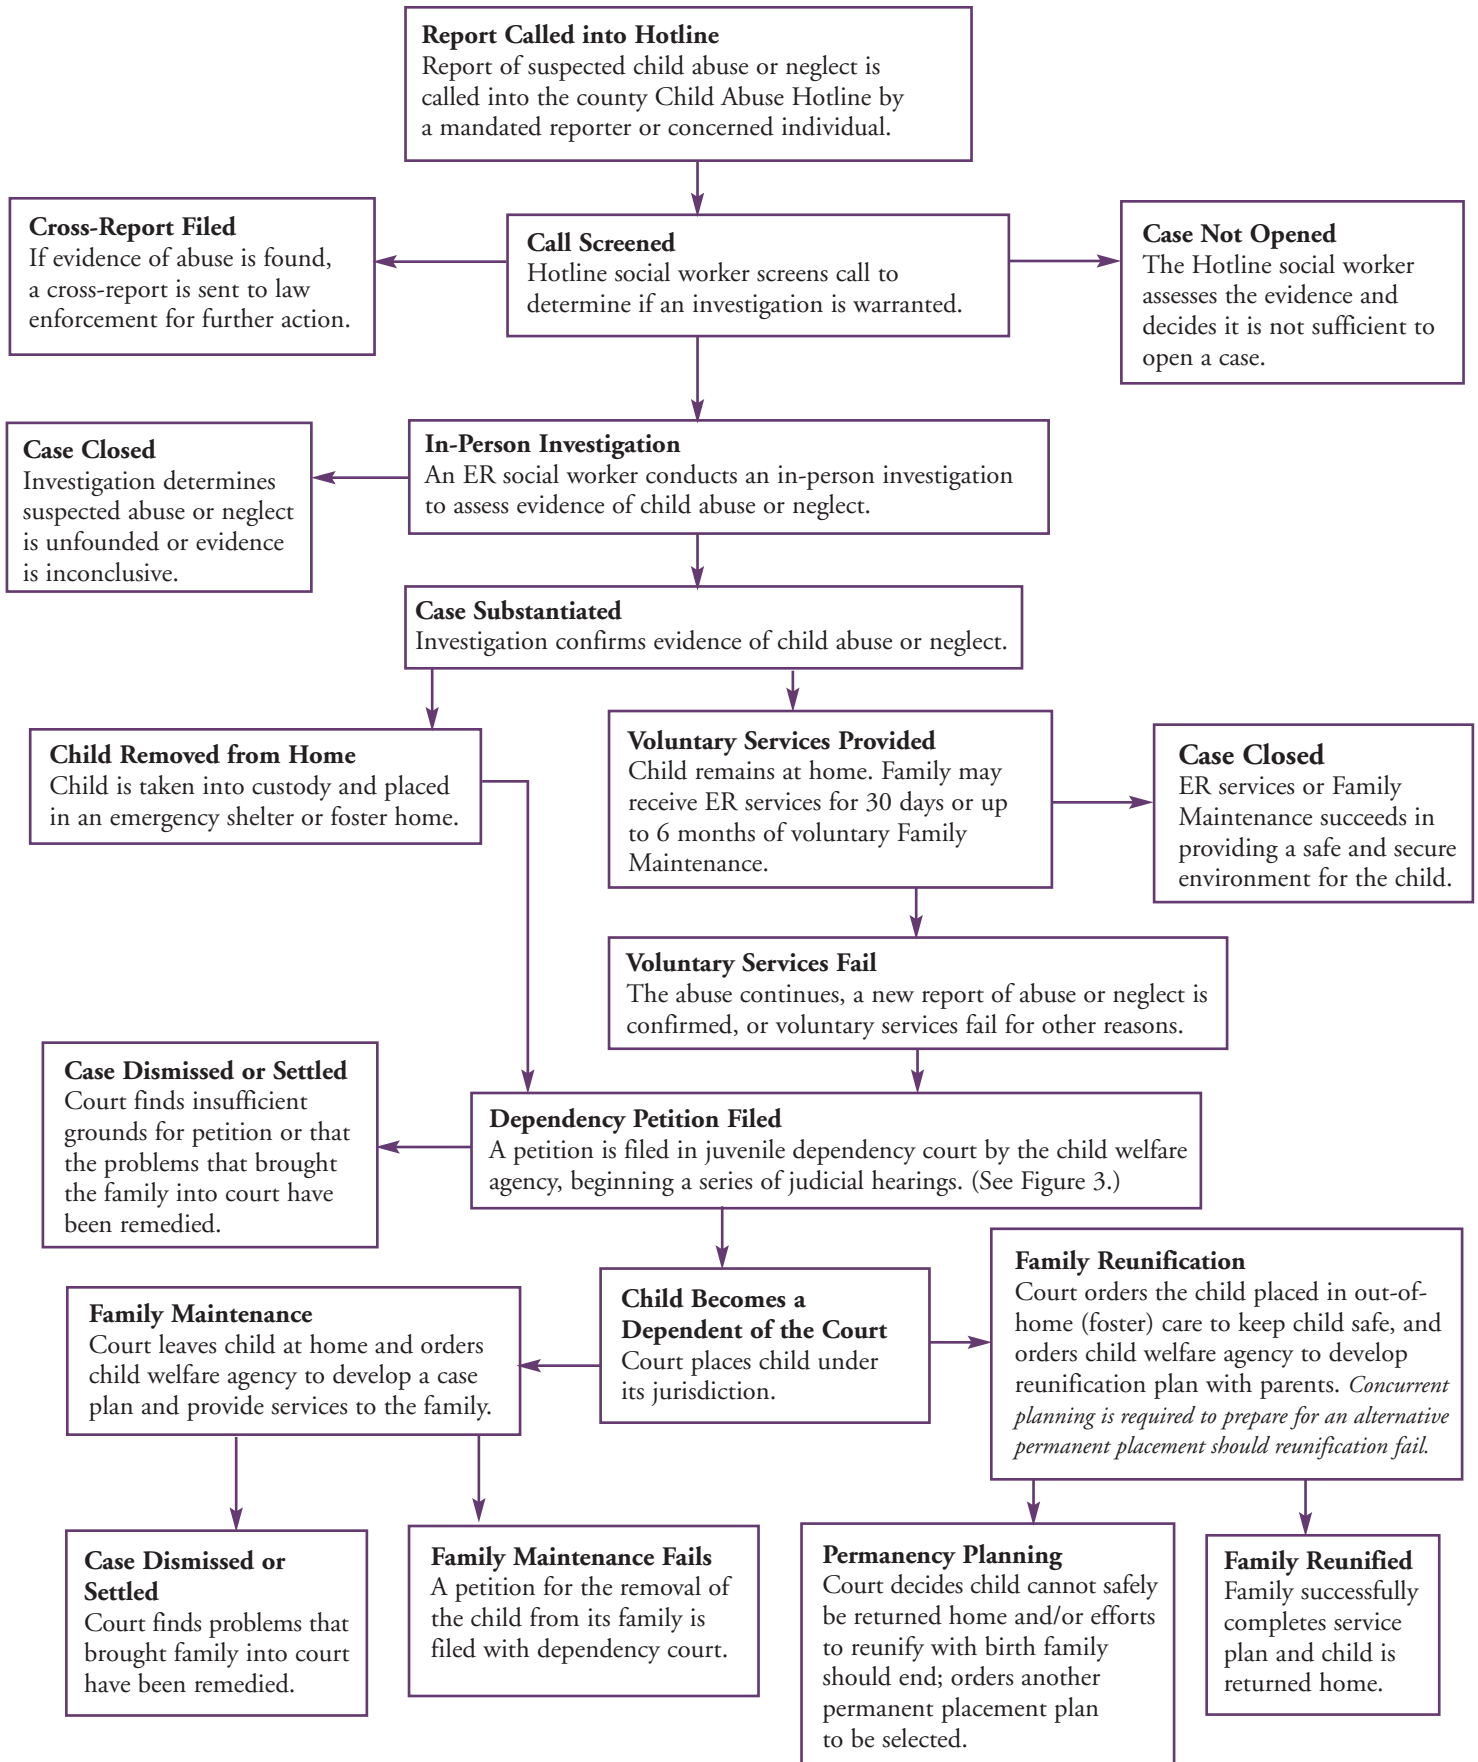 Report Called into Hotline
Report of suspected child abuse or neglect is
called into the county Child Abuse Hotline by
a mandated reporter or concerned individual.
Cross-Report Filed
If evidence of abuse is found,
a cross-report is sent to law
enforcement for further action.
Call Screened
Hotline social worker screens call to
determine if an investigation is warranted.
Case Not Opened
The Hotline social worker
assesses the evidence and
decides it is not sufficient to
open a case.
Case Closed
Investigation determines
suspected abuse or neglect
is unfounded or evidence
is inconclusive.
In-Person Investigation
An ER social worker conducts an in-person investigation
to assess evidence of child abuse or neglect.
Case Substantiated
Investigation confirms evidence of child abuse or neglect.
Child Removed from Home
Child is taken into custody and placed
in an emergency shelter or foster home.
Voluntary Services Provided
Child remains at home. Family may
receive ER services for 30 days or up
to 6 months of voluntary Family
Maintenance.
Case Closed
ER services or Family
Maintenance succeeds in
providing a safe and secure
environment for the child.
Voluntary Services Fail
The abuse continues, a new report of abuse or neglect is
confirmed, or voluntary services fail for other reasons.
Case Dismissed or Settled
Court finds insufficient
grounds for petition or that
the problems that brought
the family into court have
been remedied.
Dependency Petition Filed
A petition is filed in juvenile dependency court by the child welfare
agency, beginning a series of judicial hearings. (See Figure 3.)
Family Maintenance
Court leaves child at home and orders
child welfare agency to develop a case
plan and provide services to the family.
Child Becomes a
Dependent of the Court
Court places child under
its jurisdiction.
Family Reunification
Court orders the child placed in out-of-
home (foster) care to keep child safe, and
orders child welfare agency to develop
reunification plan with parents. Concurrent
planning is required to prepare for an alternative
permanent placement should reunification fail.
Case Dismissed or
Settled
Court finds problems that
brought family into court
have been remedied.
Family Maintenance Fails
A petition for the removal of
the child from its family is
filed with dependency court.
Permanency Planning
Court decides child cannot safely
be returned home and/or efforts
to reunify with birth family
should end; orders another
permanent placement plan
to be selected.
Family Reunified
Family successfully
completes service
plan and child is
returned home.